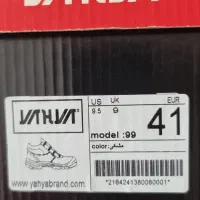 YAHYA
US UK EUR
9.5 9 41
model :99
color: مشکی
www.yahyabrand.com
*2184241380080001*